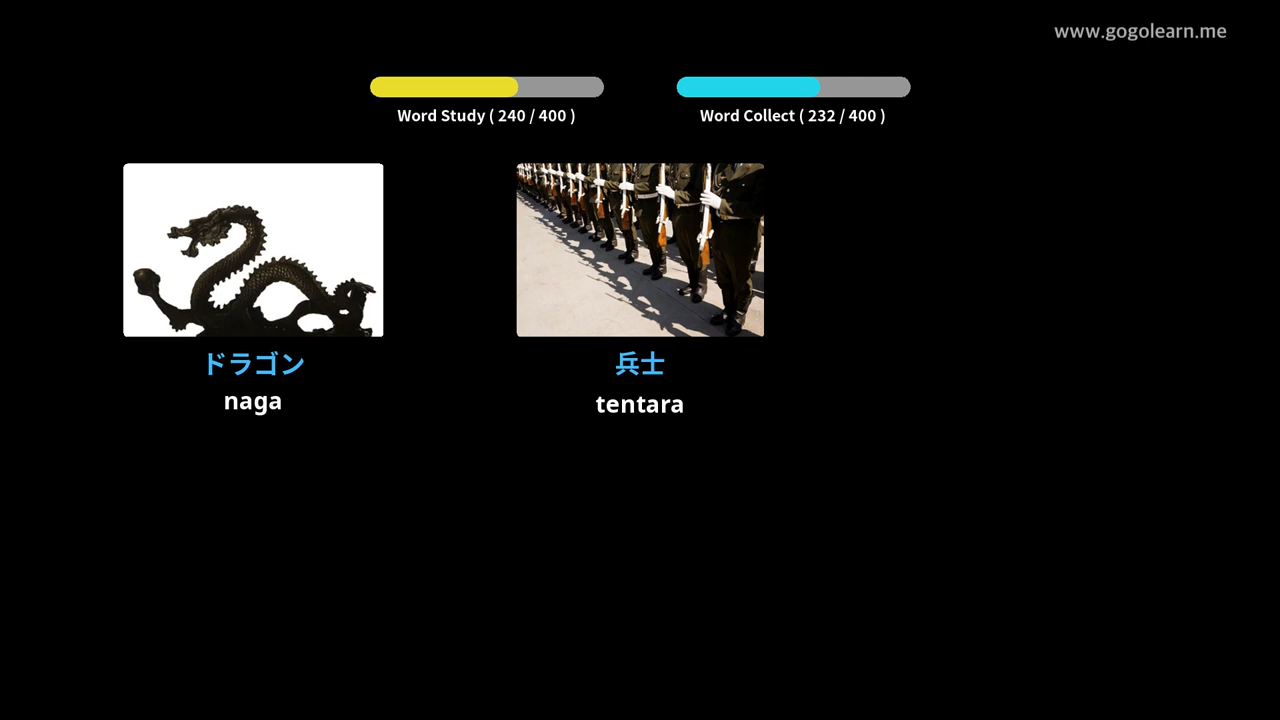 www.gogolearn.me
Word Study ( 240 / 400 )
Word Collect ( 232 / 400 )
ドラゴン
naga
兵士
tentara